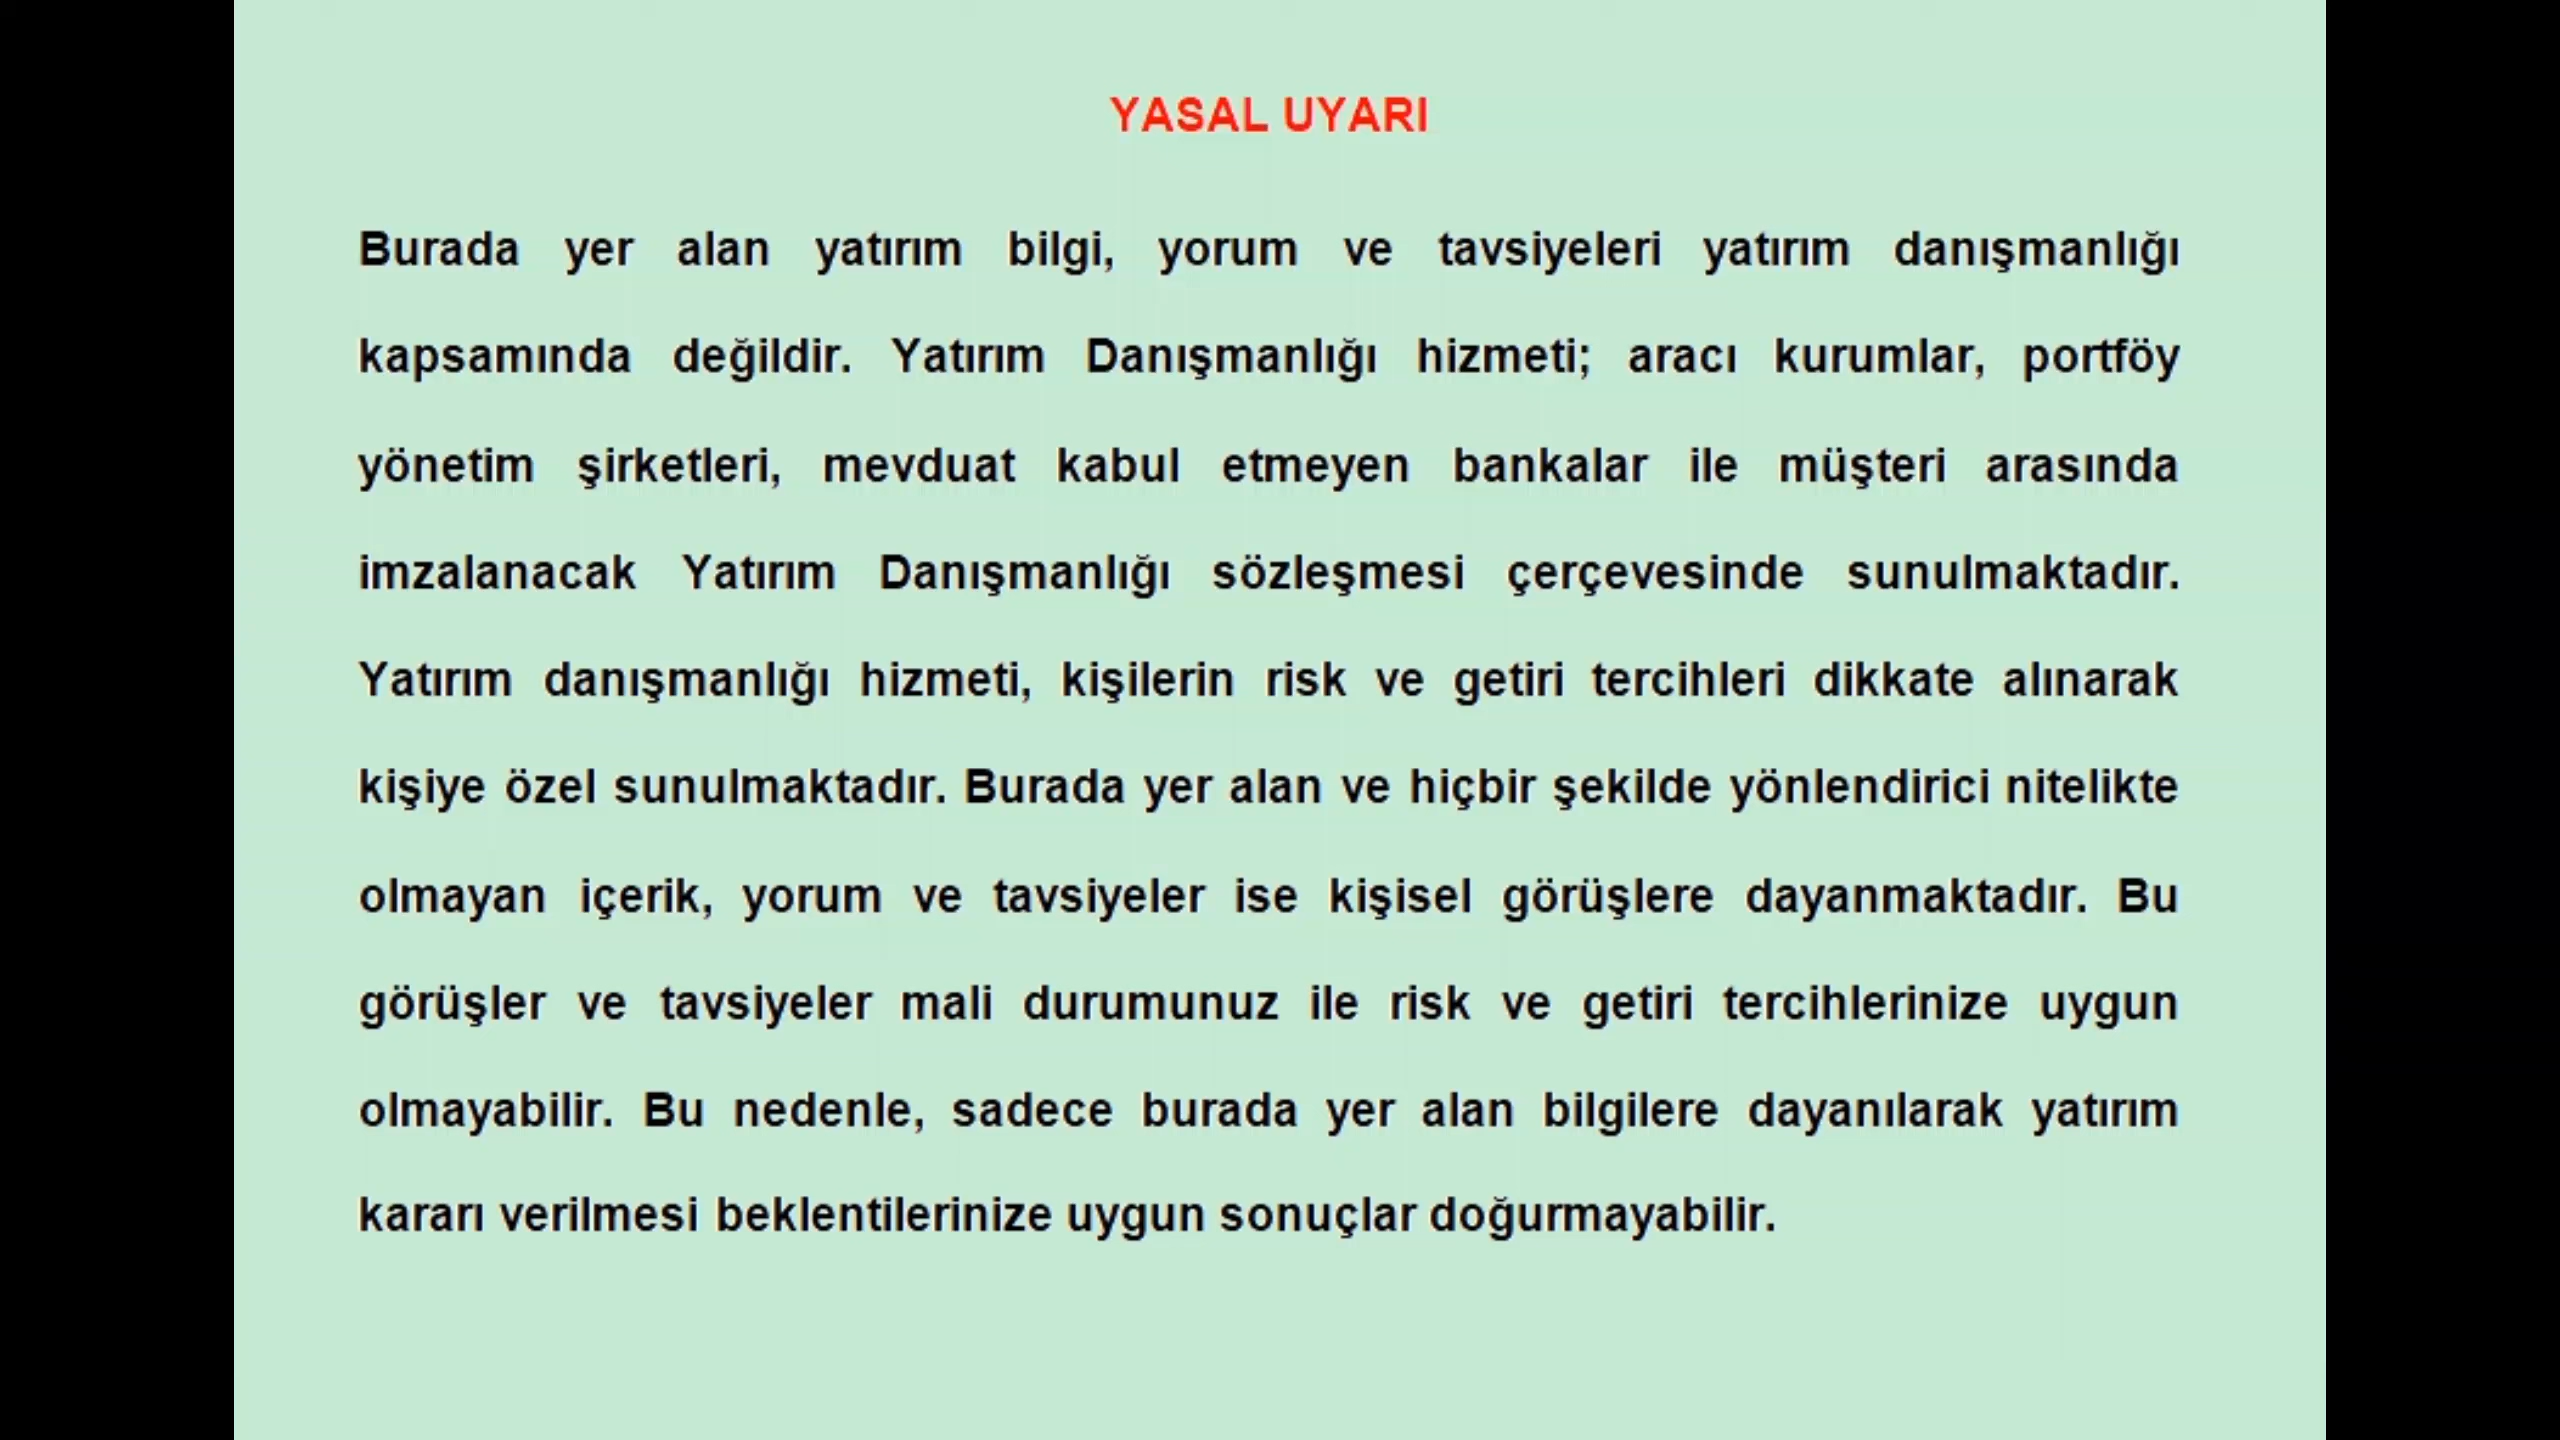 YASAL UYARI
Burada yer alan yatırım bilgi, yorum ve tavsiyeleri yatırım danışmanlığı
kapsamında değildir. Yatırım Danışmanlığı hizmeti; aracı kurumlar, portföy
yönetim şirketleri, mevduat kabul etmeyen bankalar ile müşteri arasında
imzalanacak Yatırım Danışmanlığı sözleşmesi çerçevesinde sunulmaktadır.
Yatırım danışmanlığı hizmeti, kişilerin risk ve getiri tercihleri dikkate alınarak
kişiye özel sunulmaktadır. Burada yer alan ve hiçbir şekilde yönlendirici nitelikte
olmayan içerik, yorum ve tavsiyeler ise kişisel görüşlere dayanmaktadır. Bu
görüşler ve tavsiyeler mali durumunuz ile risk ve getiri tercihlerinize uygun
olmayabilir. Bu nedenle, sadece burada yer alan bilgilere dayanılarak yatırım
kararı verilmesi beklentilerinize uygun sonuçlar doğurmayabilir.